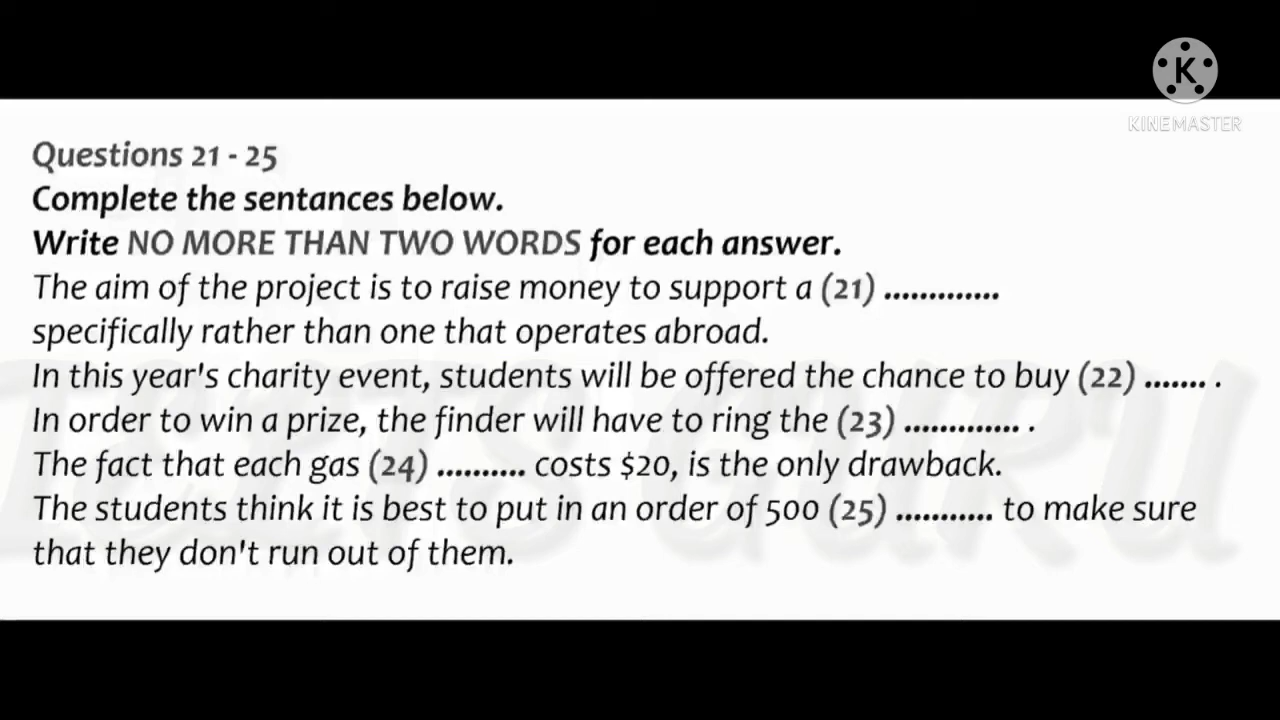 K
KINEMASTER
Questions 21 - 25
Complete the sentances below.
Write NO MORE THAN TWO WORDS for each answer.
The aim of the project is to raise money to support a (21) .............
specifically rather than one that operates abroad.
In this year's charity event, students will be offered the chance to buy (22) ....... .
In order to win a prize, the finder will have to ring the (23) ............. .
The fact that each gas (24) .......... costs $20, is the only drawback.
The students think it is best to put in an order of 500 (25) ........... to make sure
that they don't run out of them.
IELTS GURU